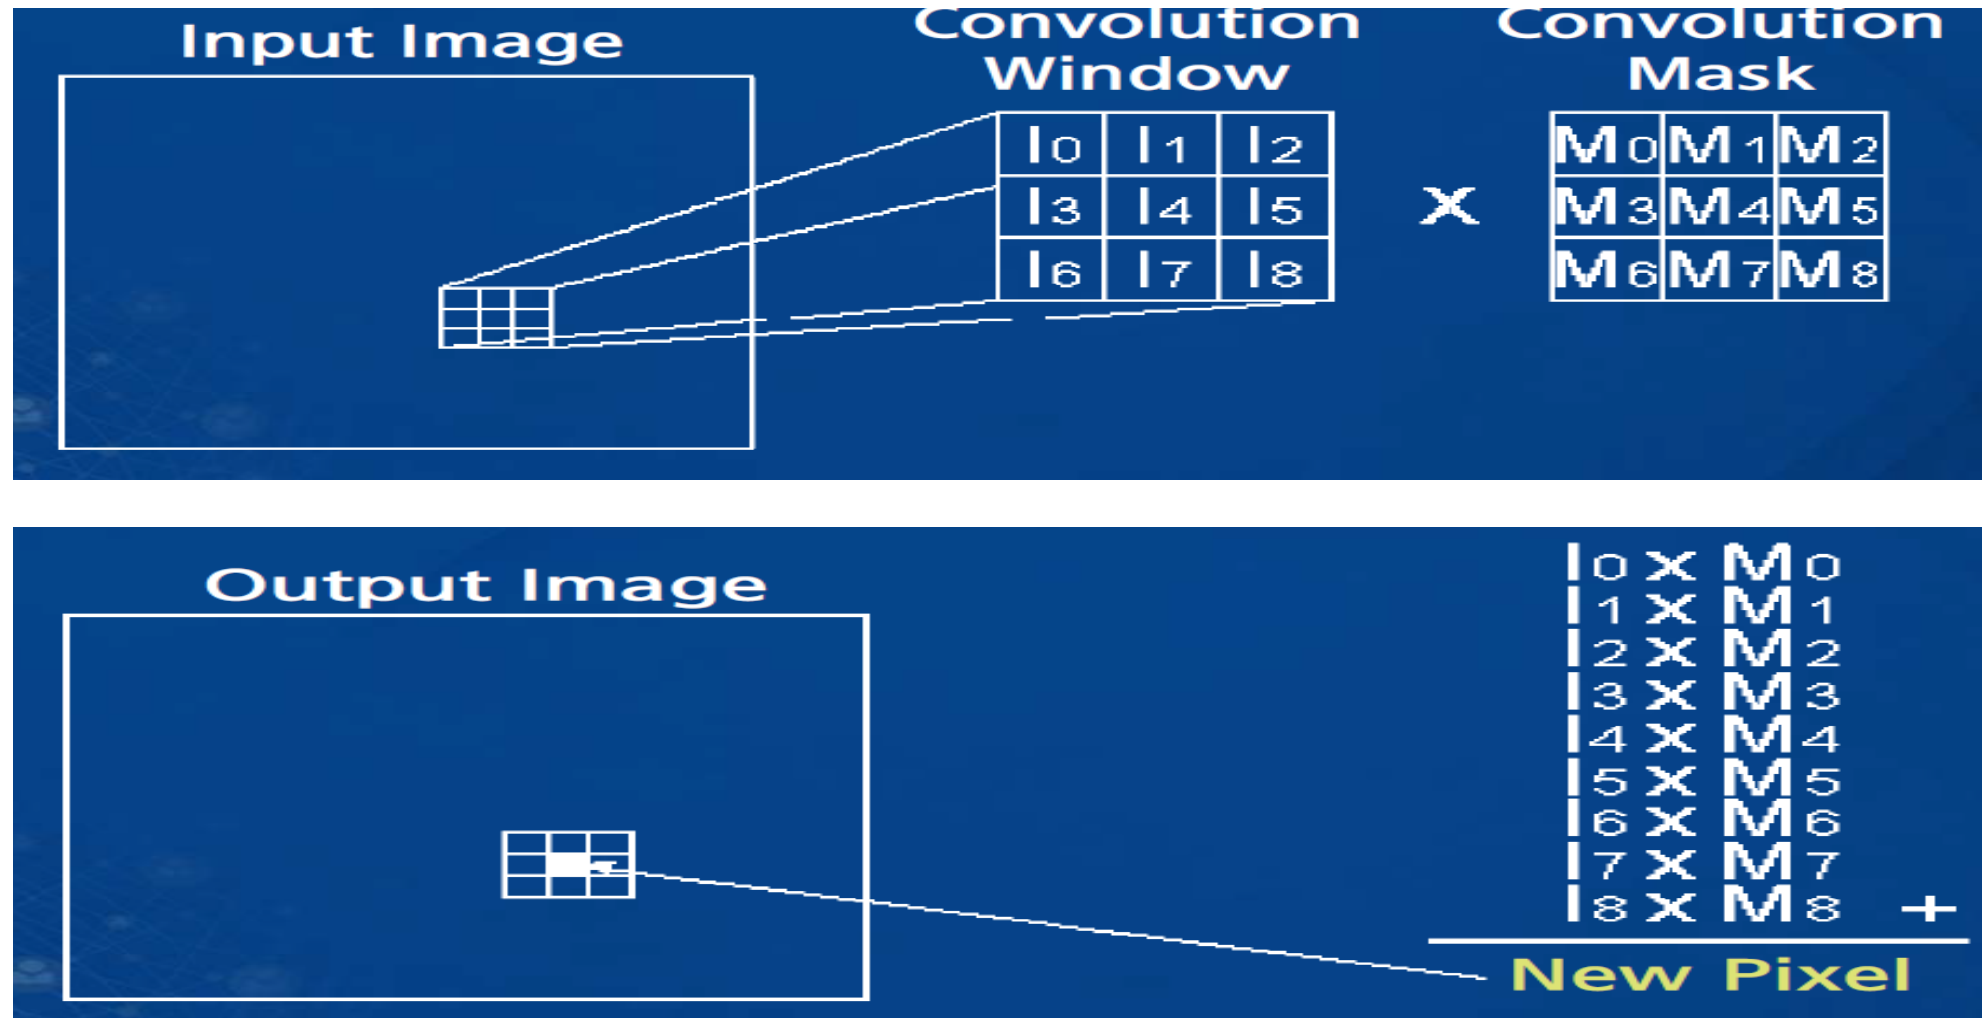 Input Image
Convolution
Window
Convolution
Mask
I0 I1 I2
I3 I4 I5
I6 I7 I8
x
M0 M1 M2
M3 M4 M5
M6 M7 M8
Output Image
I0 x M0
I1 x M1
I2 x M2
I3 x M3
I4 x M4
I5 x M5
I6 x M6
I7 x M7
I8 x M8 +
New Pixel